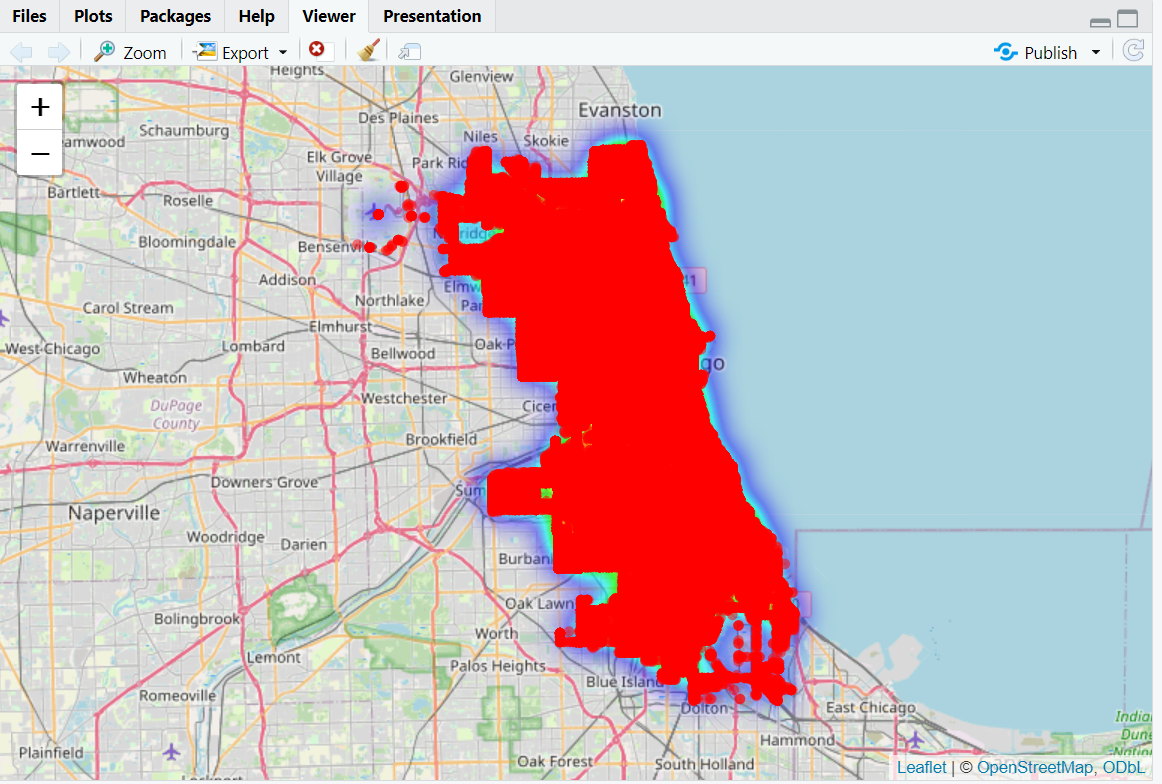 Files Plots Packages Help Viewer Presentation
Zoom Export Publish
+
−
Heights
Glenview
Evanston
Des Plaines
Schaumburg
Niles
Skokie
amwood
Elk Grove
Village
Park Ri
Bartlett
Roselle
Bloomingdale
Bensenvi
Addison
Elmw
Pa
41
Northlake
Carol Stream
Elmhurst
Oak P
West Chicago
Lombard
Bellwood
go
Wheaton
Westchester
Cicer
DuPage
County
Brookfield
Warrenville
Downers Grove
Sum
Naperville
Woodridge
Darien
Burban
Oak Lawn
Bolingbrook
Worth
Lemont
Palos Heights
Blue Island
Romeoville
Dolton
East Chicago
Hammond
Plainfield
Oak Forest
South Holland
Lockport
Leaflet | © OpenStreetMap, ODbL